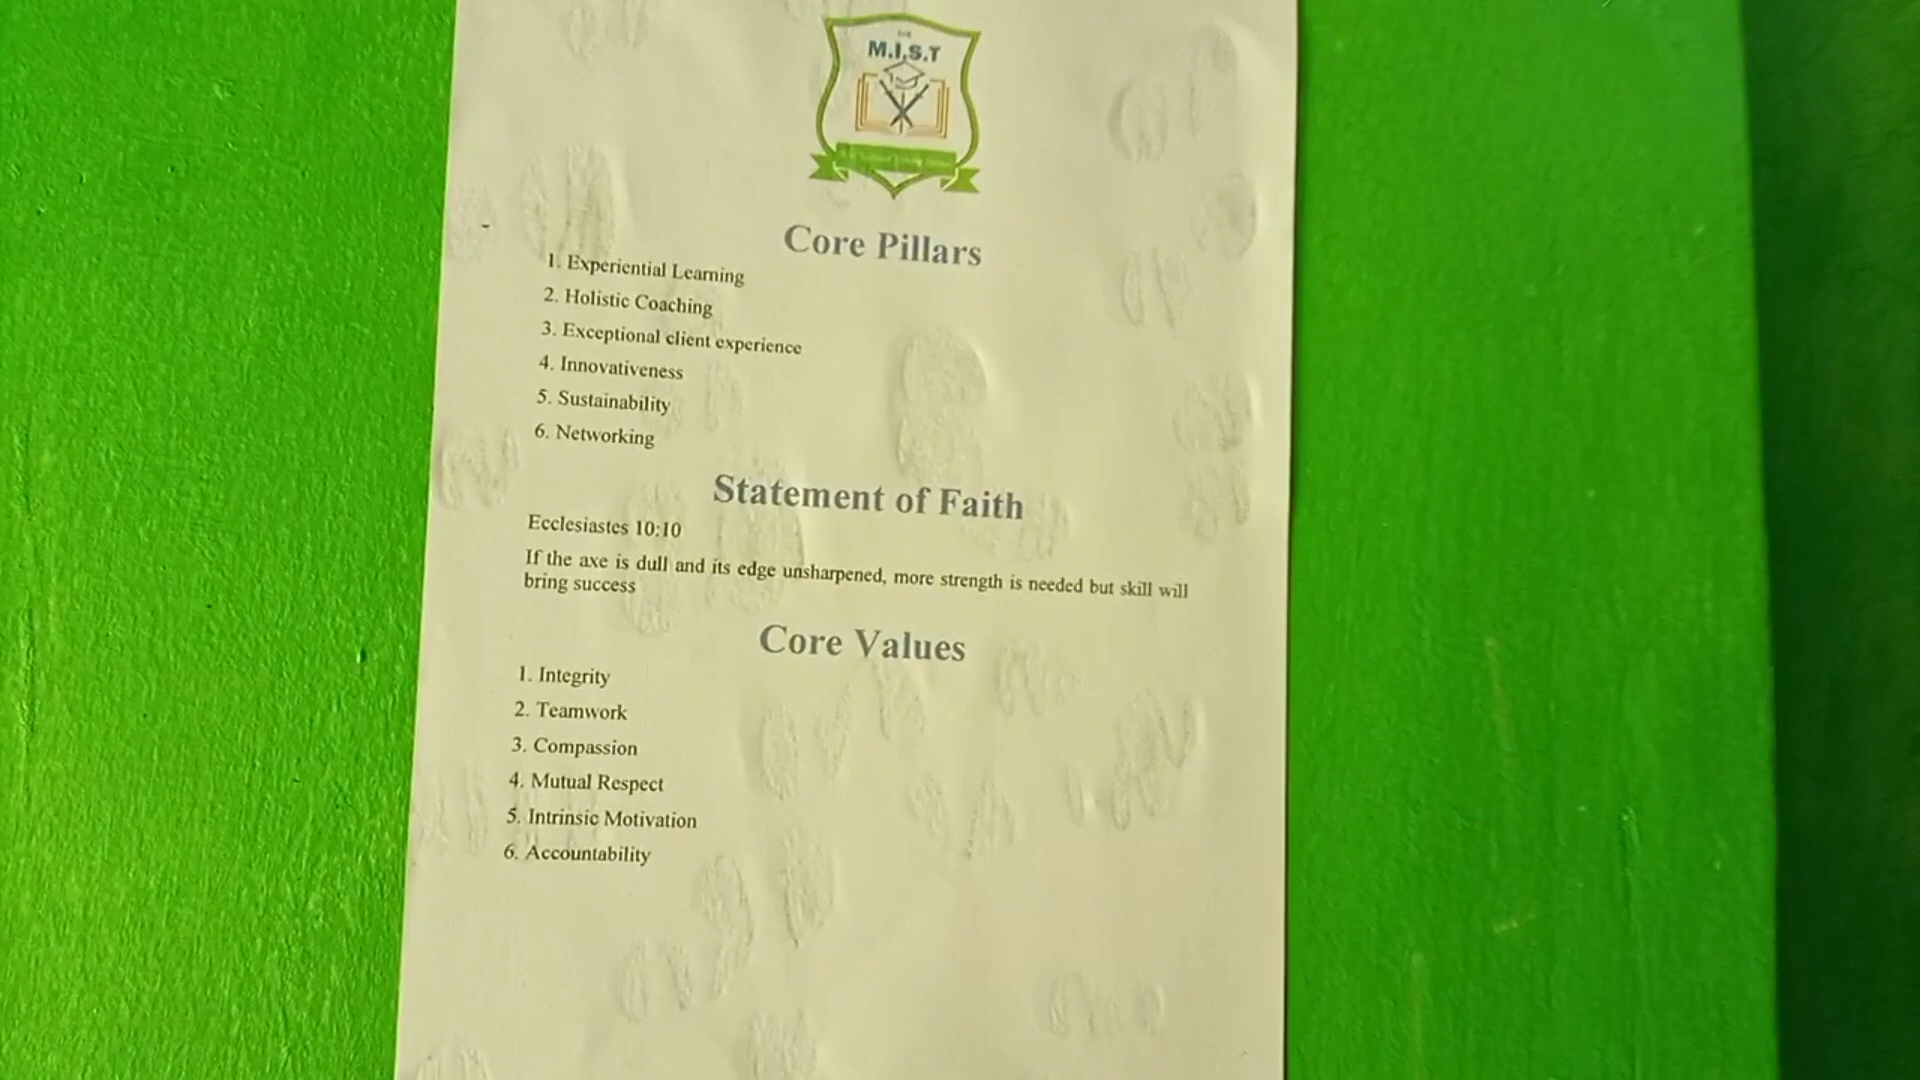 THE
M.I.S.T
Core Pillars
1. Experiential Learning
2. Holistic Coaching
3. Exceptional client experience
4. Innovativeness
5. Sustainability
6. Networking
Statement of Faith
Ecclesiastes 10:10
If the axe is dull and its edge unsharpened, more strength is needed but skill will
bring success
Core Values
1. Integrity
2. Teamwork
3. Compassion
4. Mutual Respect
5. Intrinsic Motivation
6. Accountability